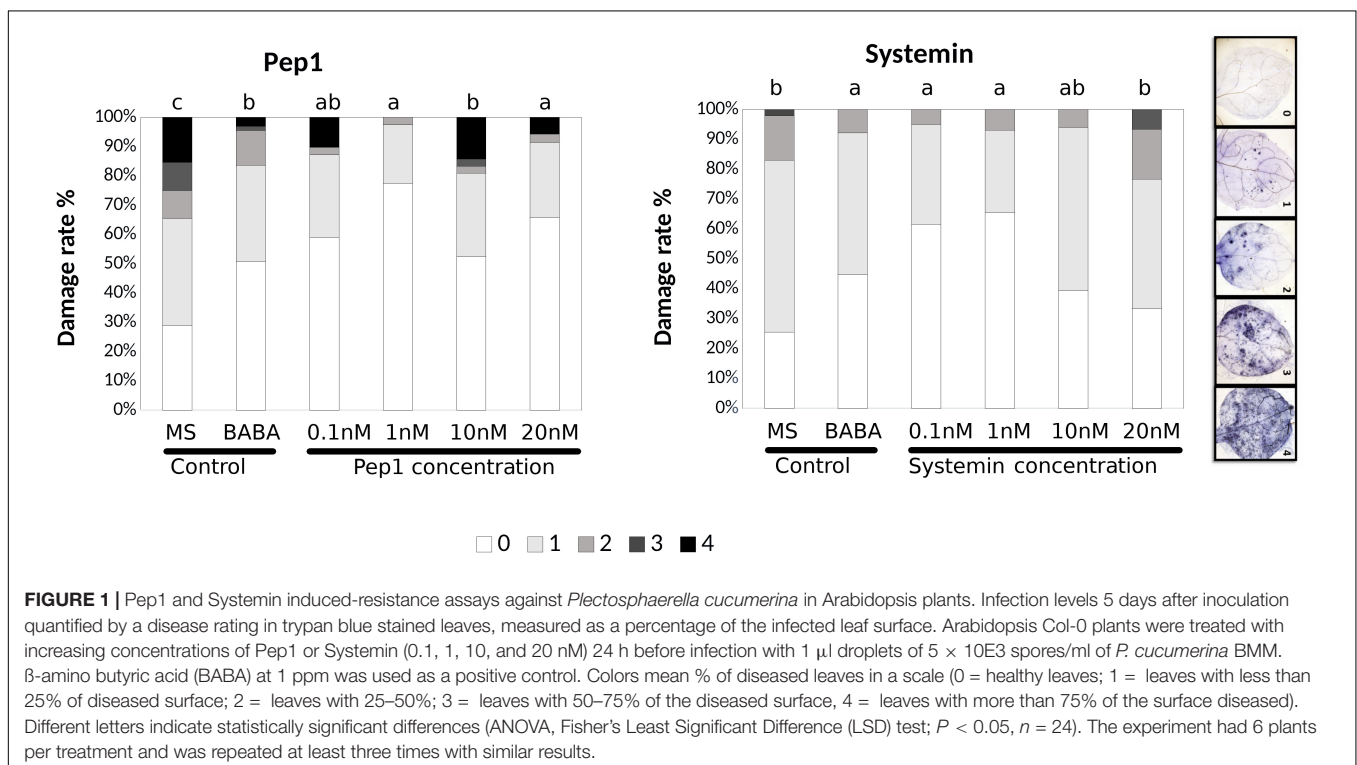 Pep1
c b ab a b a
100%
90%
80%
70%
60%
50%
40%
30%
20%
10%
0%
Damage rate %
MS BABA 0.1nM 1nM 10nM 20nM
Control Pep1 concentration
Systemin
b a a a ab b
100%
90%
80%
70%
60%
50%
40%
30%
20%
10%
0%
Damage rate %
MS BABA 0.1nM 1nM 10nM 20nM
Control Systemin concentration
0
1
2
3
4
0 1 2 3 4
FIGURE 1 | Pep1 and Systemin induced-resistance assays against Plectosphaerella cucumerina in Arabidopsis plants. Infection levels 5 days after inoculation
quantified by a disease rating in trypan blue stained leaves, measured as a percentage of the infected leaf surface. Arabidopsis Col-0 plants were treated with
increasing concentrations of Pep1 or Systemin (0.1, 1, 10, and 20 nM) 24 h before infection with 1 μl droplets of 5 × 10E3 spores/ml of P. cucumerina BMM.
ß-amino butyric acid (BABA) at 1 ppm was used as a positive control. Colors mean % of diseased leaves in a scale (0 = healthy leaves; 1 = leaves with less than
25% of diseased surface; 2 = leaves with 25–50%; 3 = leaves with 50–75% of the diseased surface, 4 = leaves with more than 75% of the surface diseased).
Different letters indicate statistically significant differences (ANOVA, Fisher's Least Significant Difference (LSD) test; P < 0.05, n = 24). The experiment had 6 plants
per treatment and was repeated at least three times with similar results.